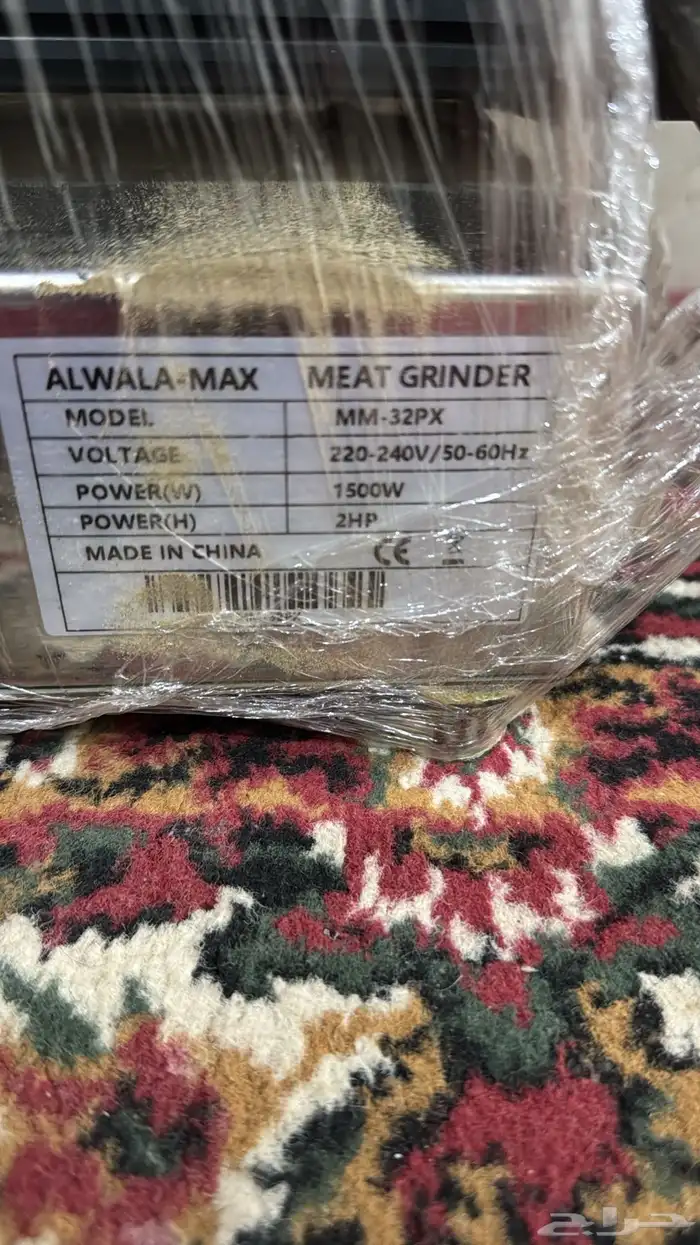 ALWALA-MAX MEAT GRINDER
MODEL MM-32PX
VOLTAGE 220-240V/50-60Hz
POWER(W) 1500W
POWER(H) 2HP
MADE IN CHINA CE
حراج